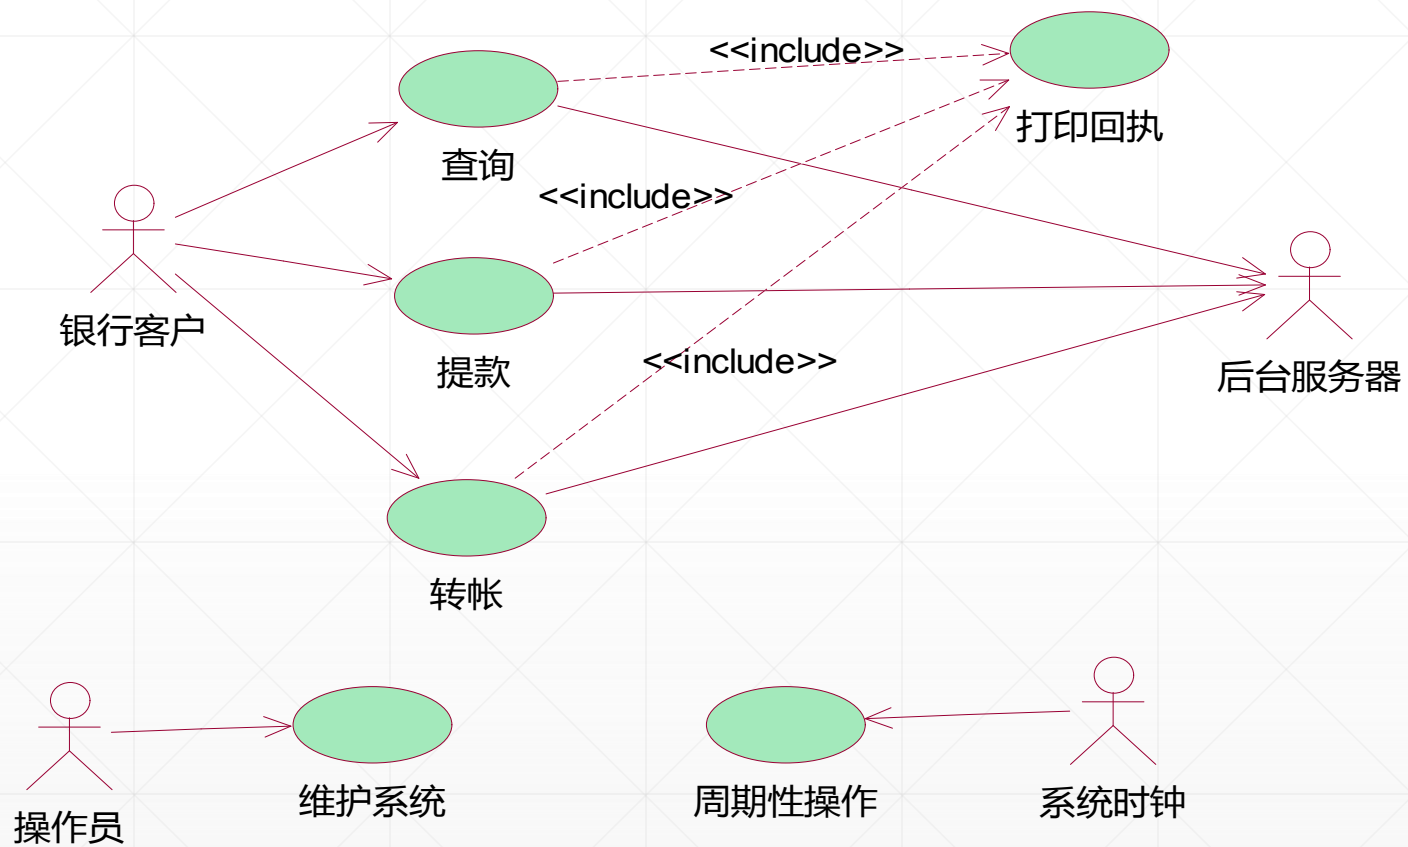 <<include>>
打印回执
查询
<<include>>
银行客户
提款
<<include>>
后台服务器
转帐
维护系统
周期性操作
系统时钟
操作员